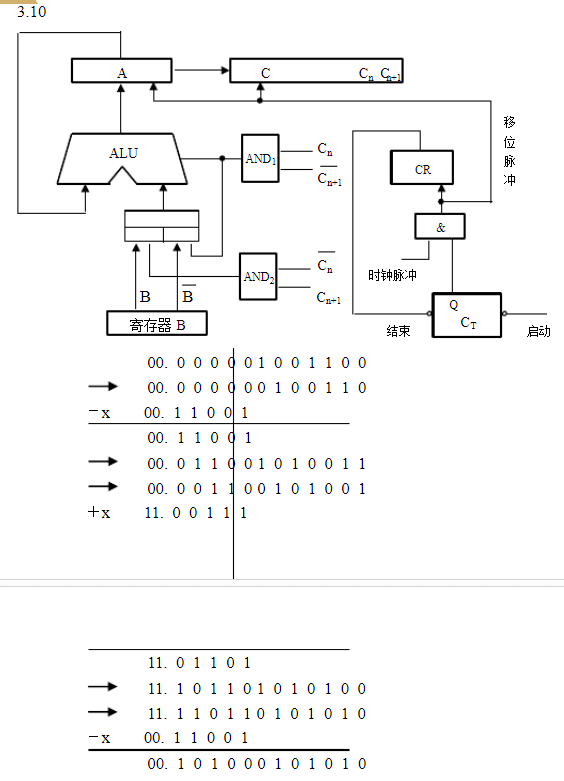 3.10
A
C
Cn Cn+1
移位脉冲
ALU
AND1
Cn
Cn+1
CR
&
时钟脉冲
AND2
Cn
Cn+1
B
B
寄存器 B
Q
CT
结束
启动
00. 0 0 0 0 0 1 0 0 1 1 0 0
00. 0 0 0 0 0 0 1 0 0 1 1 0
－x 00. 1 1 0 0 1
00. 1 1 0 0 1
00. 0 1 1 0 0 1 0 1 0 0 1 1
00. 0 0 1 1 0 0 1 0 1 0 0 1
＋x 11. 0 0 1 1 1
11. 0 1 1 0 1
11. 1 0 1 1 0 1 0 1 0 1 0 0
11. 1 1 0 1 1 0 1 0 1 0 1 0
－x 00. 1 1 0 0 1
00. 1 0 1 0 0 0 1 0 1 0 1 0